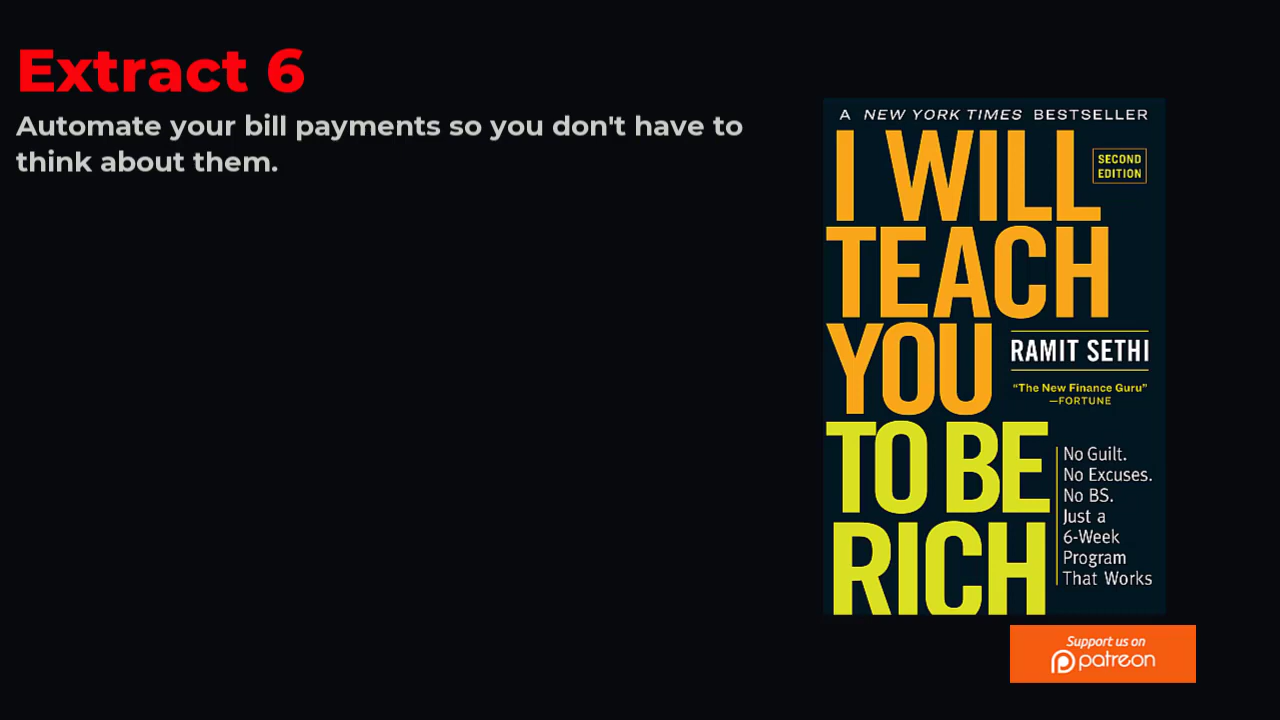 Extract 6
Automate your bill payments so you don't have to
think about them.
A NEW YORK TIMES BESTSELLER
I WILL
SECOND
EDITION
TEACH
YOU
RAMIT SETHI
“The New Finance Guru”
—FORTUNE
TO BE
RICH
No Guilt.
No Excuses.
No BS.
Just a
6-Week
Program
That Works
Support us on
patreon